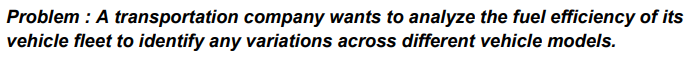 Problem : A transportation company wants to analyze the fuel efficiency of its
vehicle fleet to identify any variations across different vehicle models.